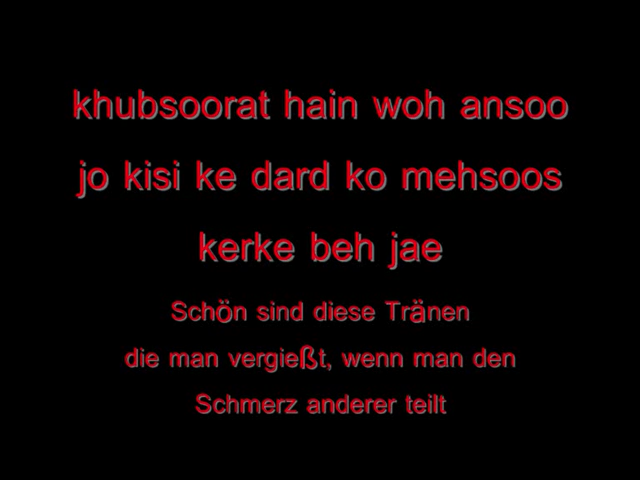 khubsoorat hain woh ansoo
jo kisi ke dard ko mehsoos
kerke beh jae
Schön sind diese Tränen
die man vergießt, wenn man den
Schmerz anderer teilt